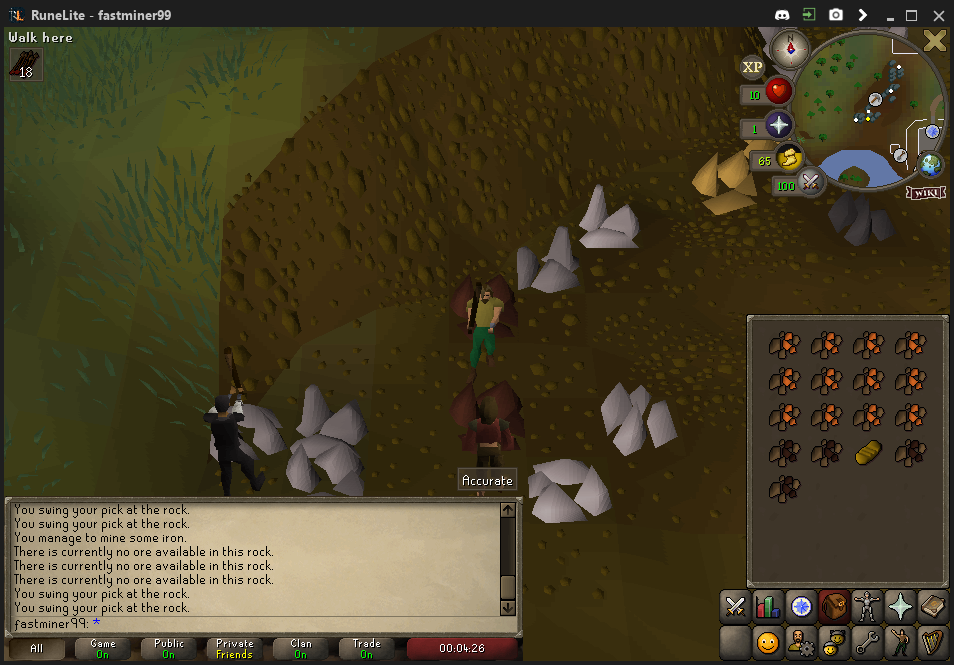 RuneLite - fastminer99
Walk here
18
N
XP
10
1
65
100
WIKI
Accurate
You swing your pick at the rock.
You swing your pick at the rock.
You manage to mine some iron.
There is currently no ore available in this rock.
There is currently no ore available in this rock.
There is currently no ore available in this rock.
You swing your pick at the rock.
You swing your pick at the rock.
fastminer99: *
All
Game
On
Public
On
Private
Friends
Clan
On
Trade
On
00:04:26